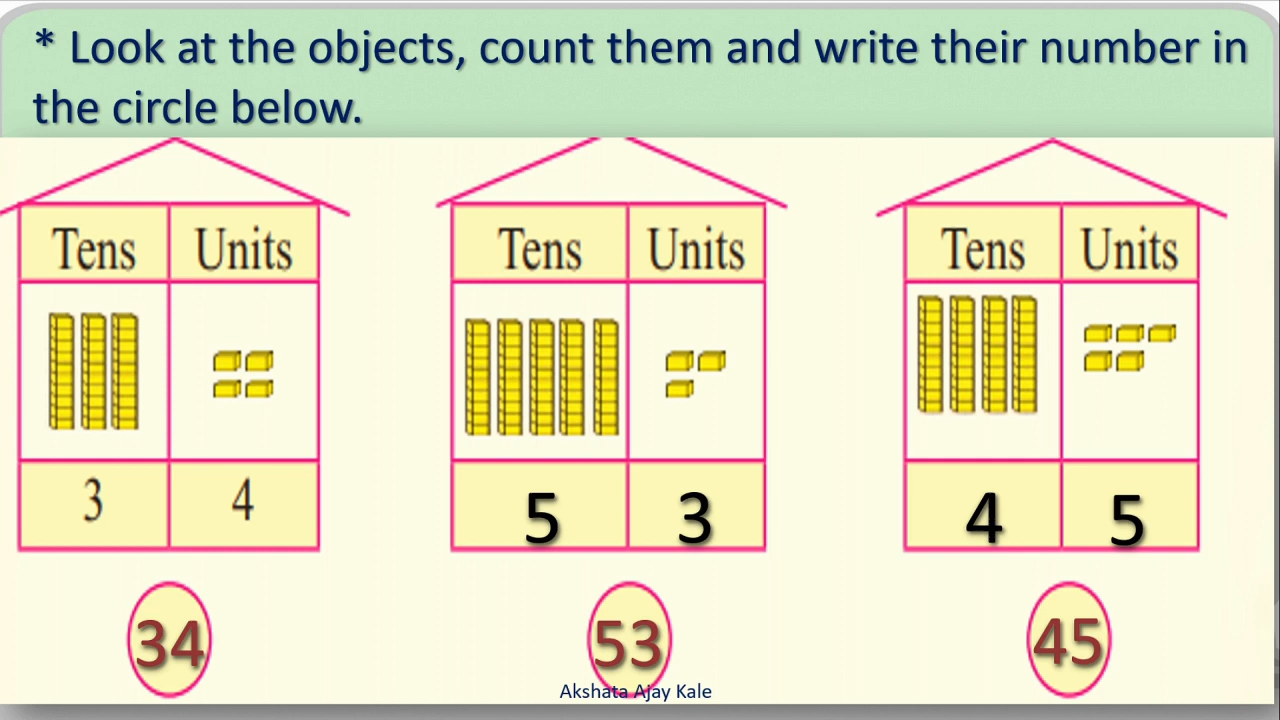 * Look at the objects, count them and write their number in
the circle below.
Tens Units Tens Units Tens Units
3 4 5 3 4 5
34 53 45
Akshata Ajay Kale